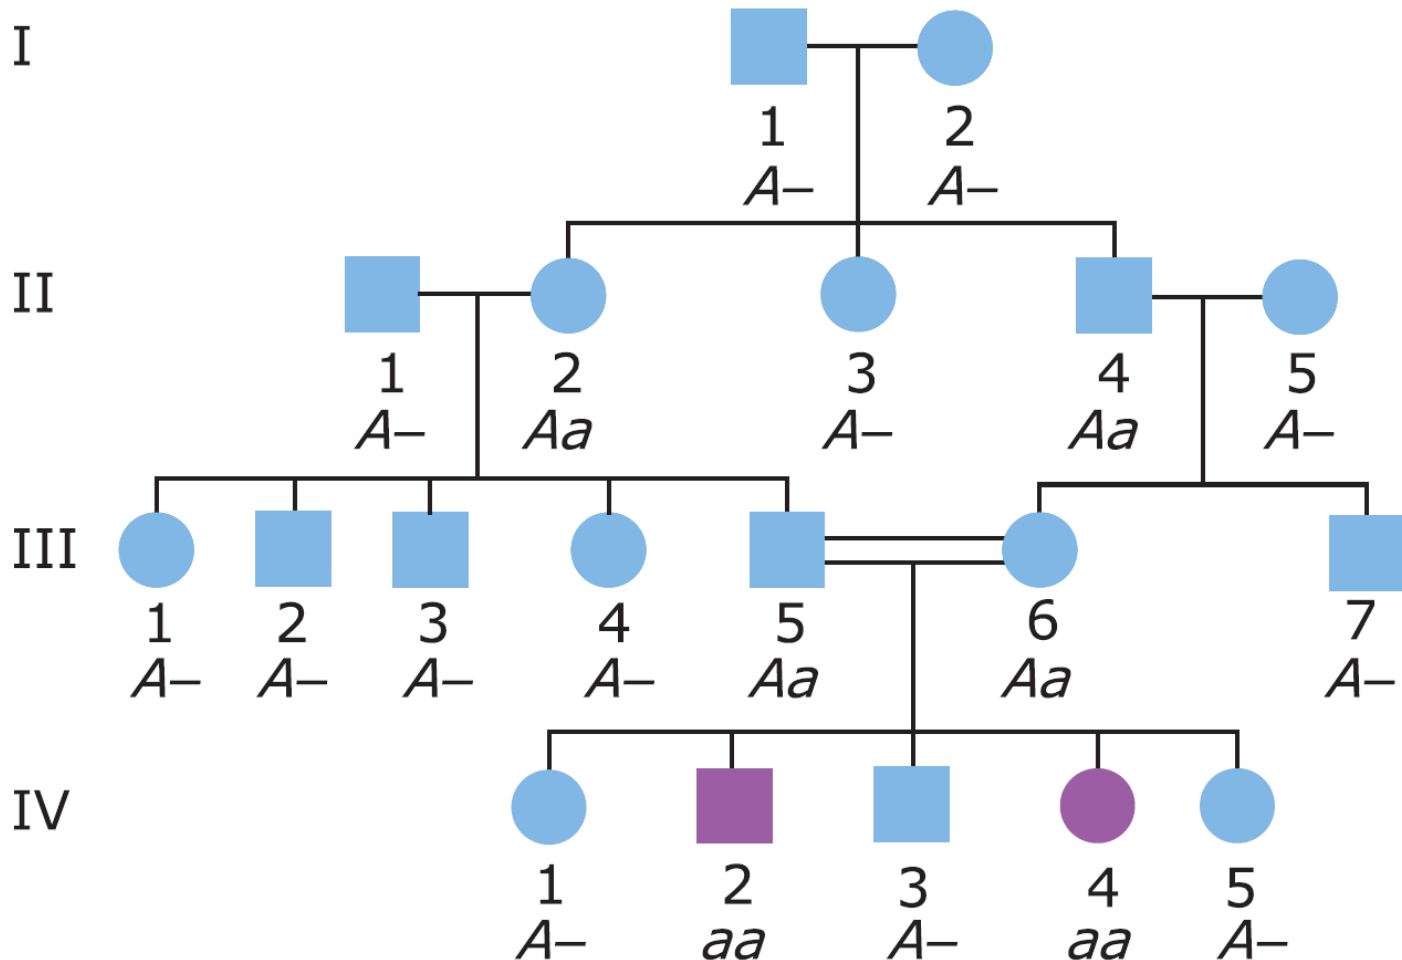 I
1 2
A– A–
II
1 2 3 4 5
A– Aa A– Aa A–
III
1 2 3 4 5 6 7
A– A– A– A– Aa Aa A–
IV
1 2 3 4 5
A– aa A– aa A–